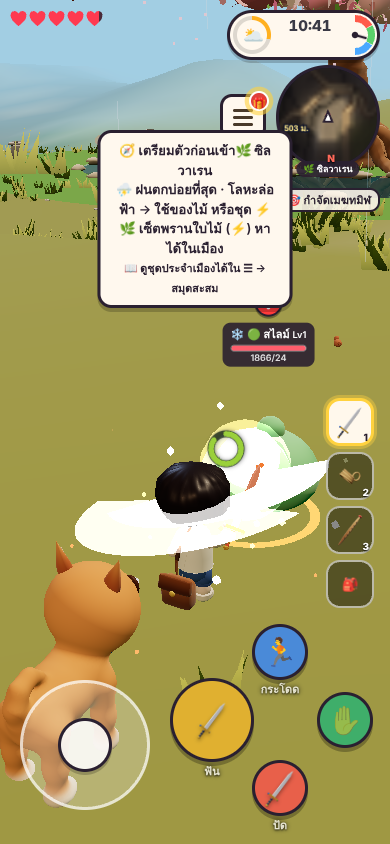 10:41
503 ม.
N
🌿 ซิลวาเรน
🎯 กำจัดเมฆทมิฬ
🧭 เตรียมตัวก่อนเข้า🌿 ซิล
วาเรน
⛈️ ฝนตกบ่อยที่สุด · โลหะล่อ
ฟ้า → ใช้ของไม้ หรือชุด ⚡
🌿 เซ็ตพรานใบไม้ (⚡) หา
ได้ในเมือง
📖 ดูชุดประจำเมืองได้ใน ☰ →
สมุดสะสม
❄️ 🟢 สไลม์ Lv1
1866/24
1
2
3
กระโดด
ฟัน
ปัด